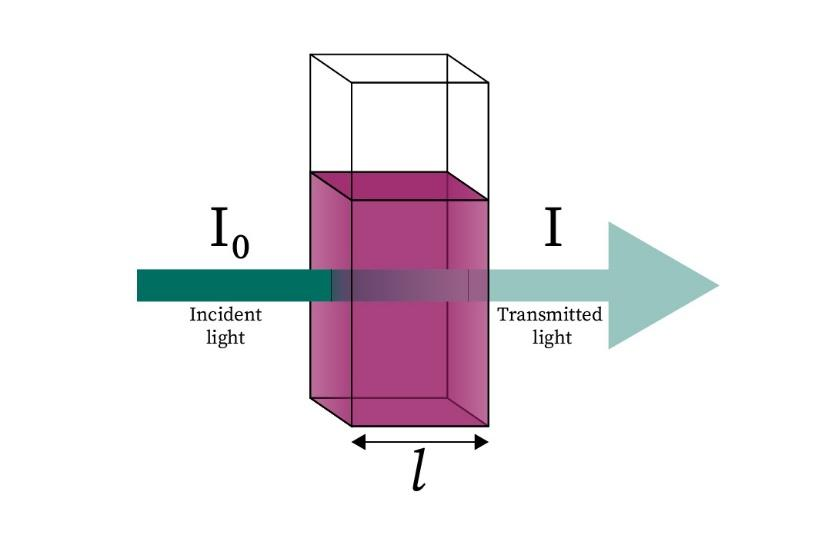 I₀
Incident
light
I
Transmitted
light
l